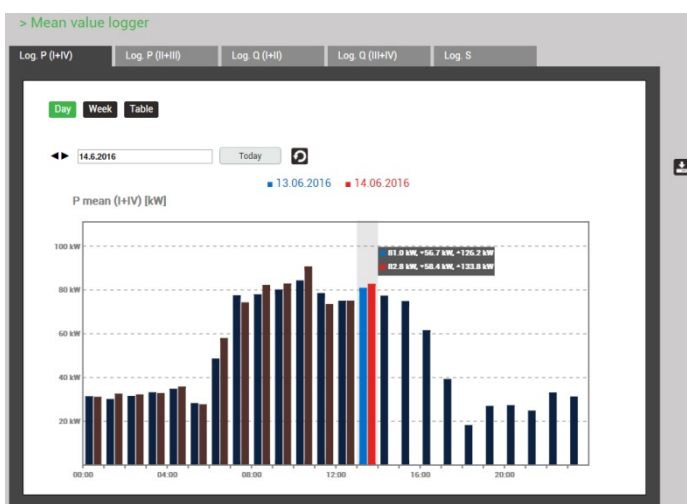 > Mean value logger
Log. P (I+IV) Log. P (II+III) Log. Q (I+II) Log. Q (III+IV) Log. S
Day Week Table
14.6.2016 Today
13.06.2016 14.06.2016
P mean (I+IV) [kW]
100 kW
81.0 kW, -56.7 kW, -126.2 kW
82.8 kW, -58.4 kW, -133.8 kW
80 kW
60 kW
40 kW
20 kW
00:00 04:00 08:00 12:00 16:00 20:00